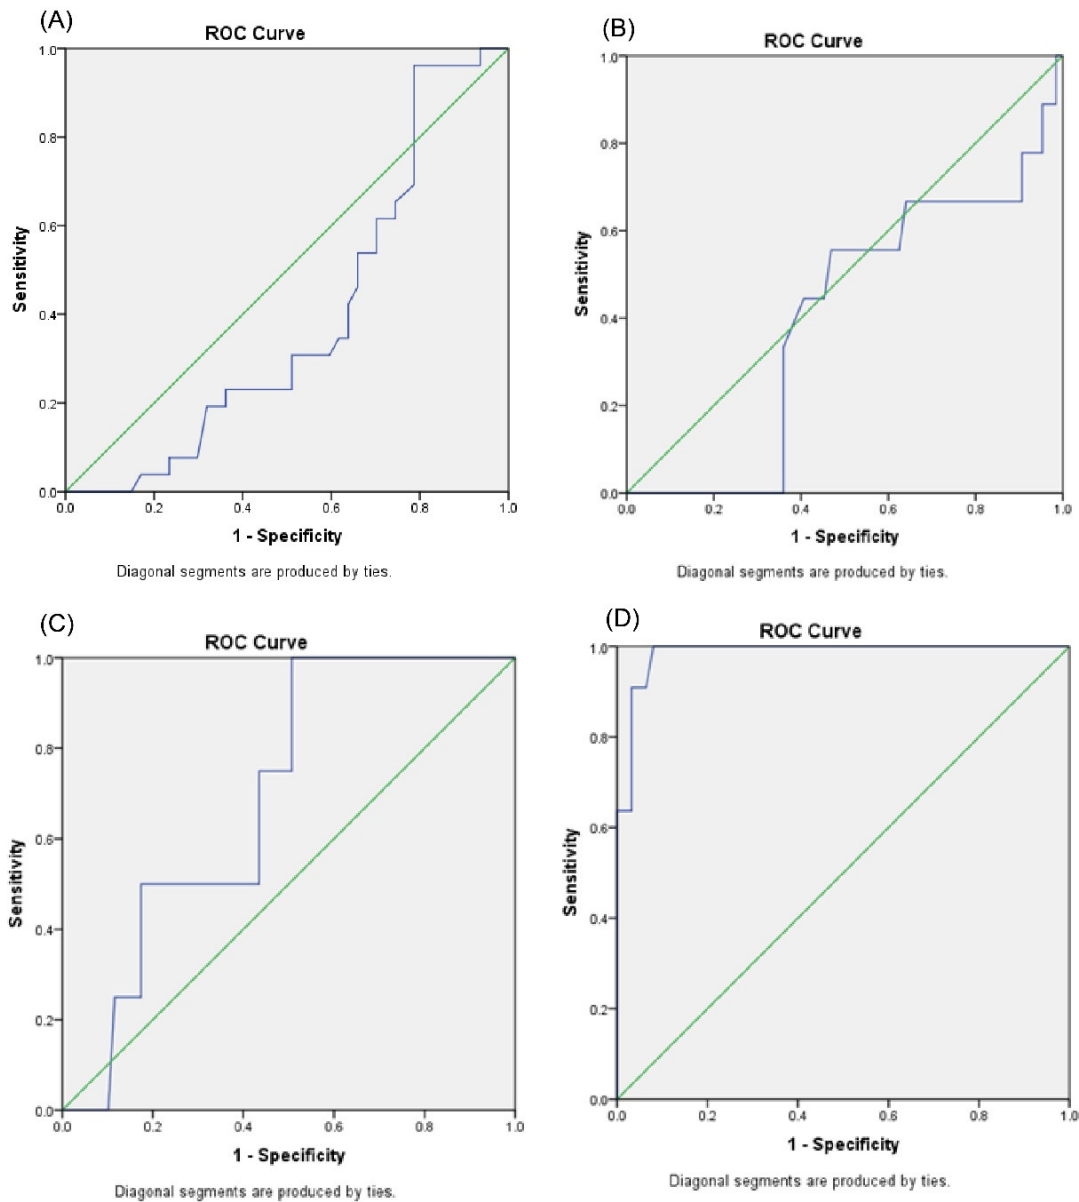 (A)
ROC Curve
1.0
0.8
0.6
0.4
0.2
0.0
Sensitivity
0.0 0.2 0.4 0.6 0.8 1.0
1 - Specificity
Diagonal segments are produced by ties.
(B)
ROC Curve
1.0
0.8
0.6
0.4
0.2
0.0
Sensitivity
0.0 0.2 0.4 0.6 0.8 1.0
1 - Specificity
Diagonal segments are produced by ties.
(C)
ROC Curve
1.0
0.8
0.6
0.4
0.2
0.0
Sensitivity
0.0 0.2 0.4 0.6 0.8 1.0
1 - Specificity
Diagonal segments are produced by ties.
(D)
ROC Curve
1.0
0.8
0.6
0.4
0.2
0.0
Sensitivity
0.0 0.2 0.4 0.6 0.8 1.0
1 - Specificity
Diagonal segments are produced by ties.